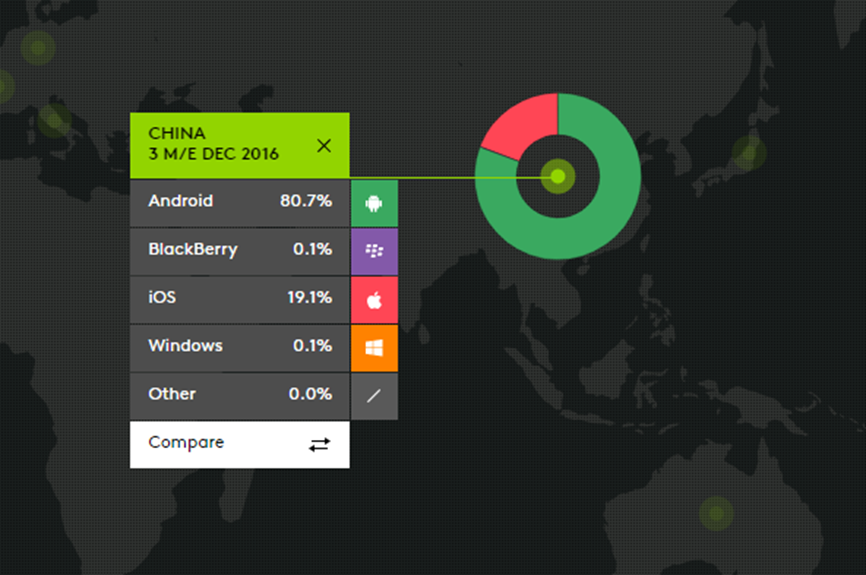 CHINA
3 M/E DEC 2016
Android 80.7%
BlackBerry 0.1%
iOS 19.1%
Windows 0.1%
Other 0.0%
Compare